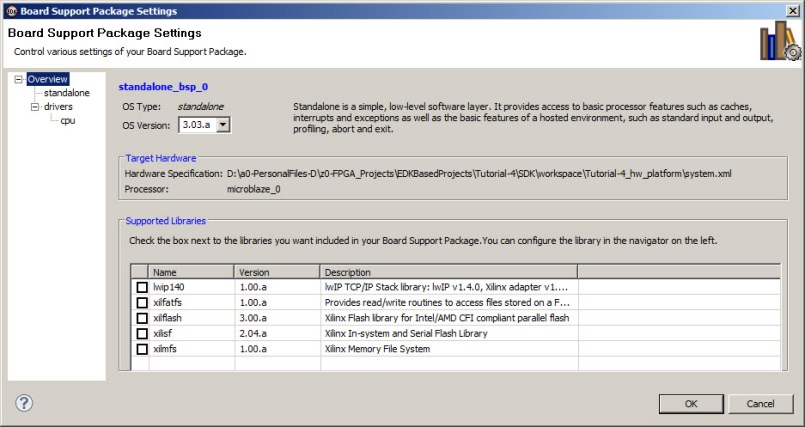 Board Support Package Settings
Board Support Package Settings
Control various settings of your Board Support Package.
Overview
standalone
drivers
cpu
standalone_bsp_0
OS Type: standalone
OS Version: 3.03.a
Standalone is a simple, low-level software layer. It provides access to basic processor features such as caches,
interrupts and exceptions as well as the basic features of a hosted environment, such as standard input and output,
profiling, abort and exit.
Target Hardware
Hardware Specification: D:\a0-PersonalFiles-D\z0-FPGA_Projects\EDKBasedProjects\Tutorial-4\SDK\workspace\Tutorial-4_hw_platform\system.xml
Processor: microblaze_0
Supported Libraries
Check the box next to the libraries you want included in your Board Support Package.You can configure the library in the navigator on the left.
Name Version Description
lwip140 1.00.a lwIP TCP/IP Stack library: lwIP v1.4.0, Xilinx adapter v1....
xilfatfs 1.00.a Provides read/write routines to access files stored on a F...
xilflash 3.00.a Xilinx Flash library for Intel/AMD CFI compliant parallel flash
xilisf 2.04.a Xilinx In-system and Serial Flash Library
xilmfs 1.00.a Xilinx Memory File System
?
OK Cancel